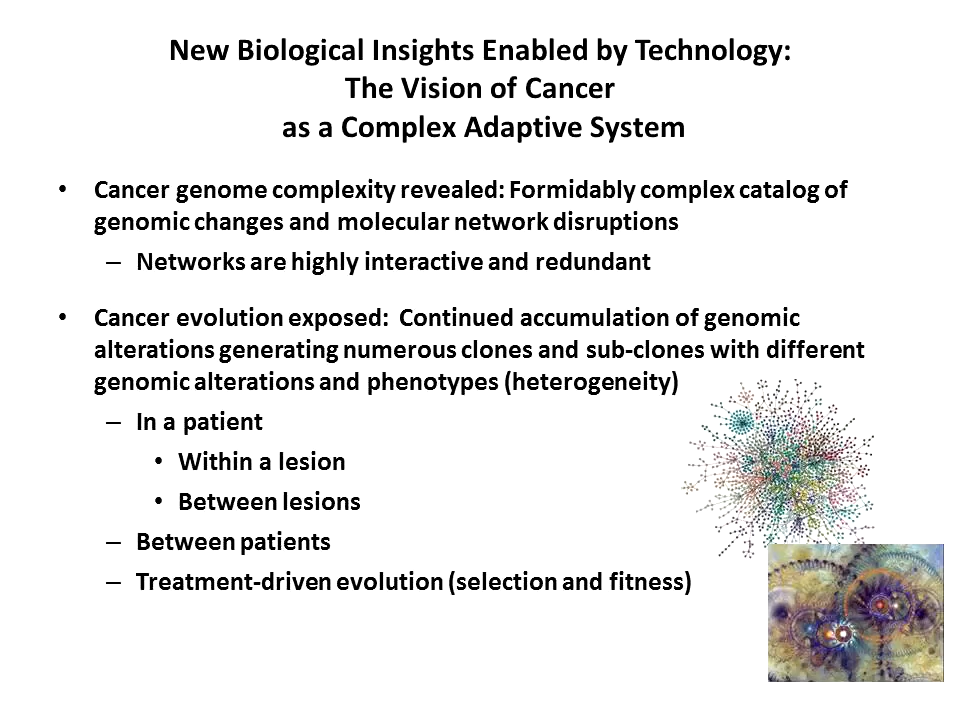 New Biological Insights Enabled by Technology:
The Vision of Cancer
as a Complex Adaptive System
• Cancer genome complexity revealed: Formidably complex catalog of
genomic changes and molecular network disruptions
– Networks are highly interactive and redundant
• Cancer evolution exposed:  Continued accumulation of genomic
alterations generating numerous clones and sub-clones with different
genomic alterations and phenotypes (heterogeneity)
– In a patient
• Within a lesion
• Between lesions
– Between patients
– Treatment-driven evolution (selection and fitness)